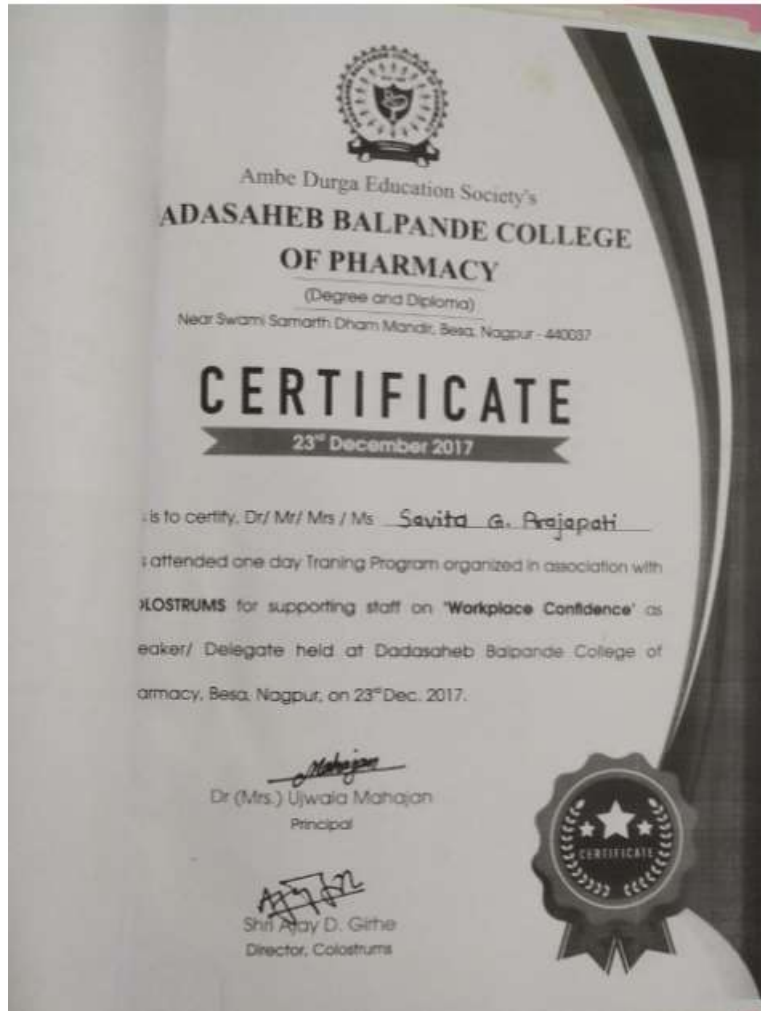 Ambe Durga Education Society's
ADASAHEB BALPANDE COLLEGE
OF PHARMACY
(Degree and Diploma)
Near Swami Samarth Dham Mandir, Besa, Nagpur - 440037
CERTIFICATE
23rd December 2017
is to certify, Dr/ Mr/ Mrs / Ms Savita G. Prajapati
s attended one day Traning Program organized in association with
OLOSTRUMS for supporting staff on 'Workplace Confidence' as
eaker/ Delegate held at Dadasaheb Balpande College of
armacy, Besa, Nagpur, on 23rd Dec. 2017.
Mahajan
Dr (Mrs.) Ujwala Mahajan
Principal
Shri Ajay D. Girhe
Director, Colostrums
CERTIFICATE